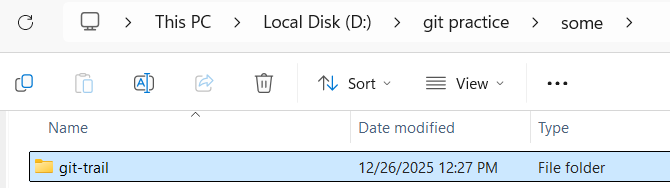 This PC > Local Disk (D:) > git practice > some >
Sort View
Name Date modified Type
git-trail 12/26/2025 12:27 PM File folder